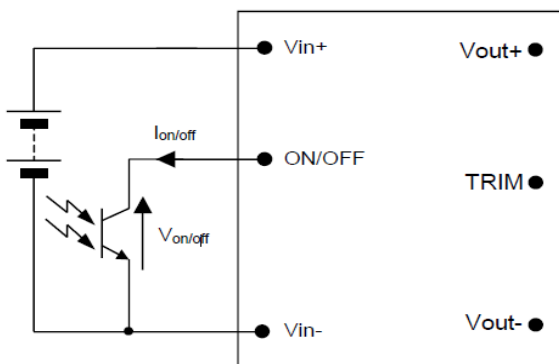 Vin+
Vout+
Ion/off
ON/OFF
TRIM
Von/off
Vin-
Vout-